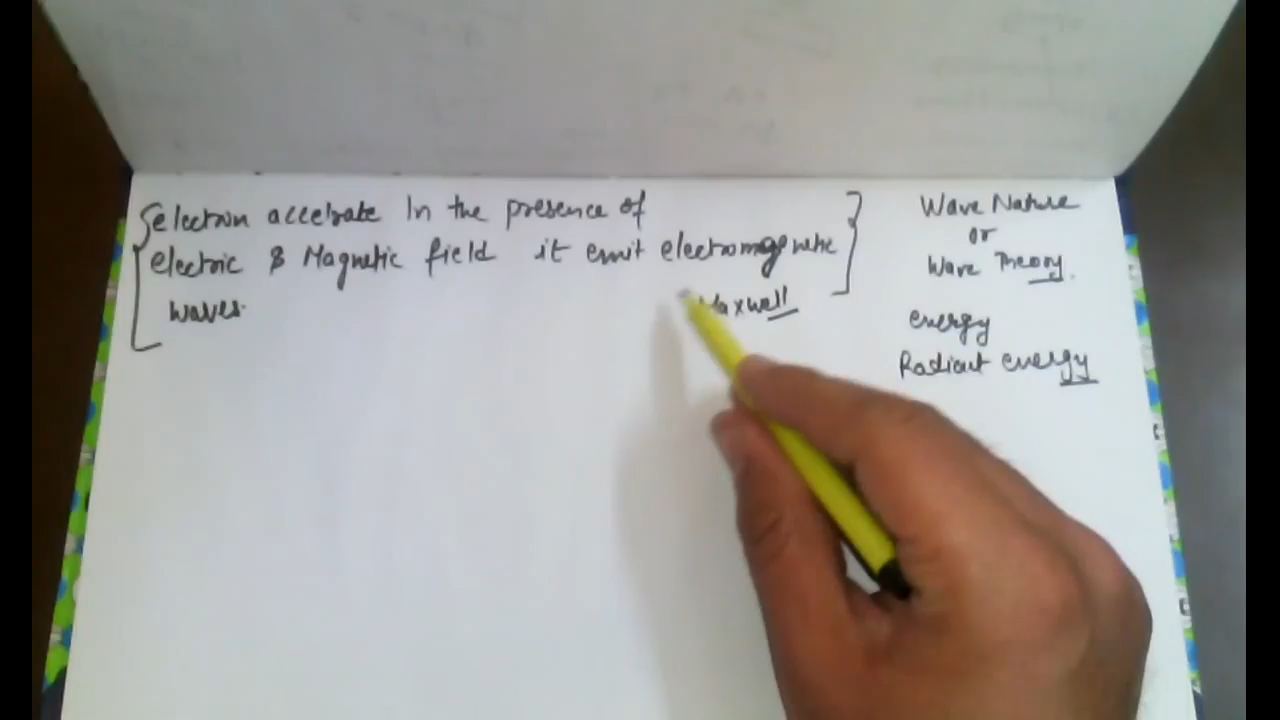 electron accelrate In the presence of
electric & Magnetic field it emit electromagnetic
waves.
Maxwell
Wave Nature
or
Wave Theory.
energy
Radiant energy